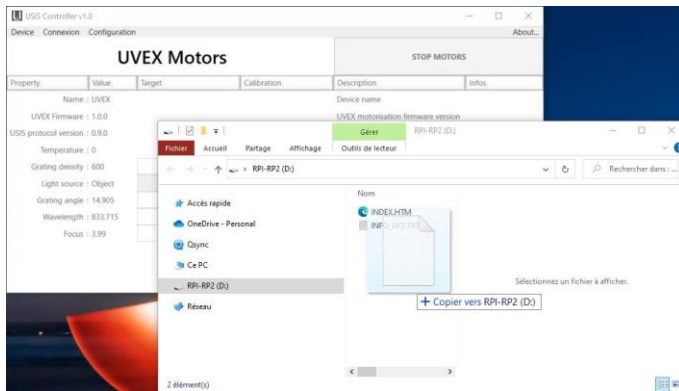 USIS Controller v1.0
Device Connexion Configuration About...
UVEX Motors STOP MOTORS
Property Value Target Calibration Description Infos
Name : UVEX Device name
UVEX Firmware : 1.0.0 UVEX motorisation firmware version
USIS protocol version : 0.9.0
Temperature : 0
Grating density : 600
Light source : Object
Grating angle : 14.905
Wavelength : 833.715
Focus : 3.99
Gérer RPI-RP2 (D:)
Fichier Accueil Partage Affichage Outils de lecteur
RPI-RP2 (D:) Rechercher dans : ...
Nom
Accès rapide
OneDrive - Personal
Qsync
Ce PC
RPI-RP2 (D:)
Réseau
INDEX.HTM
INFO_UF2.TXT
Sélectionnez un fichier à afficher.
Copier vers RPI-RP2 (D:)
2 élément(s)